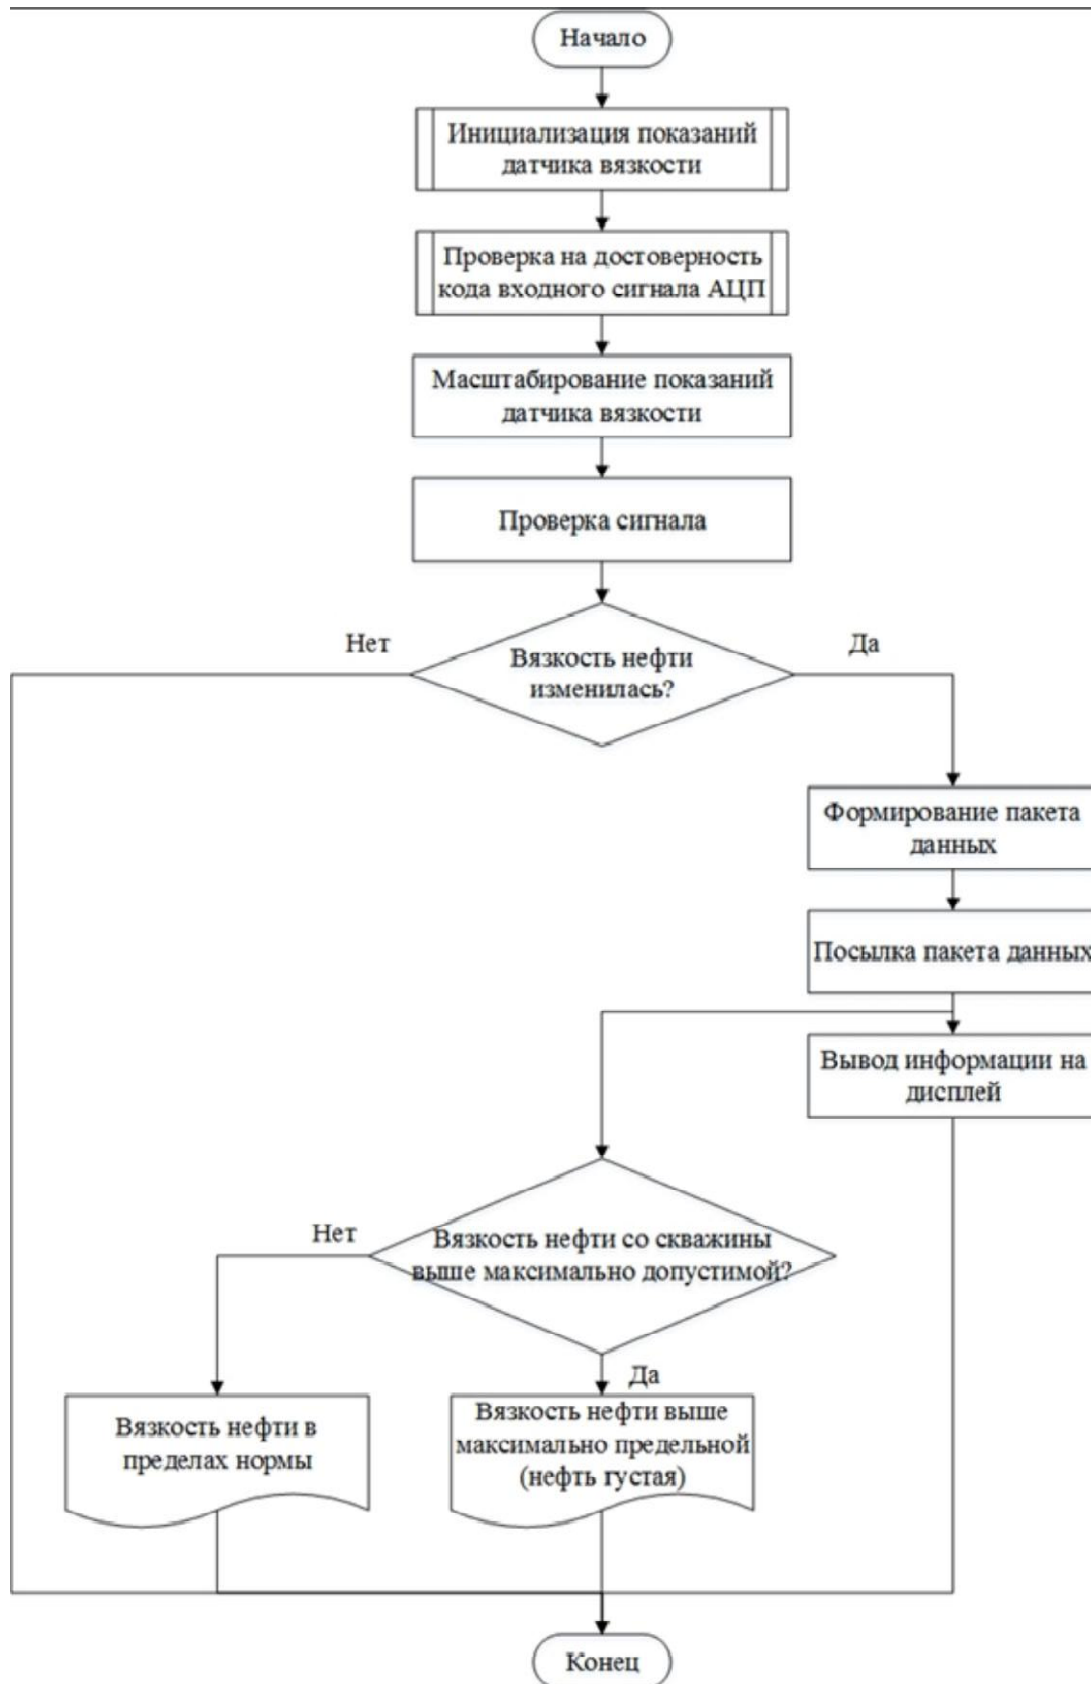 Начало
Инициализация показаний
датчика вязкости
Проверка на достоверность
кода входного сигнала АЦП
Масштабирование показаний
датчика вязкости
Проверка сигнала
Нет
Да
Вязкость нефти
изменилась?
Формирование пакета
данных
Посылка пакета данных
Вывод информации на
дисплей
Нет
Вязкость нефти со скважины
выше максимально допустимой?
Да
Вязкость нефти в
пределах нормы
Вязкость нефти выше
максимально предельной
(нефть густая)
Конец